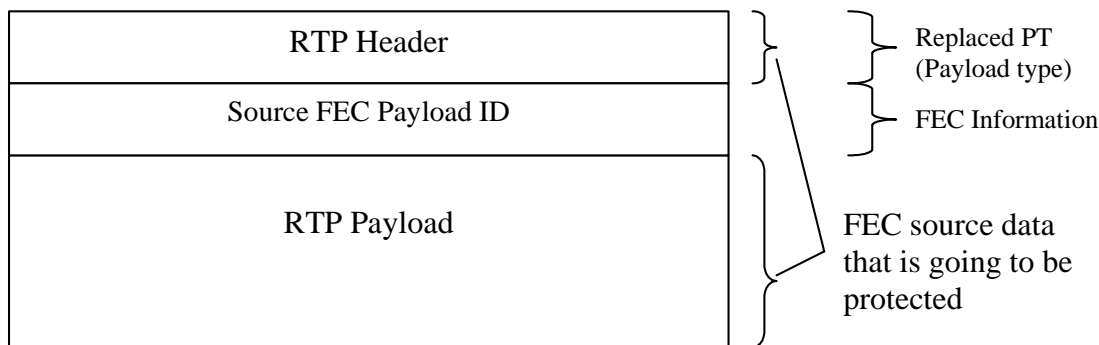 RTP Header
Replaced PT
(Payload type)
Source FEC Payload ID
FEC Information
RTP Payload
FEC source data
that is going to be
protected